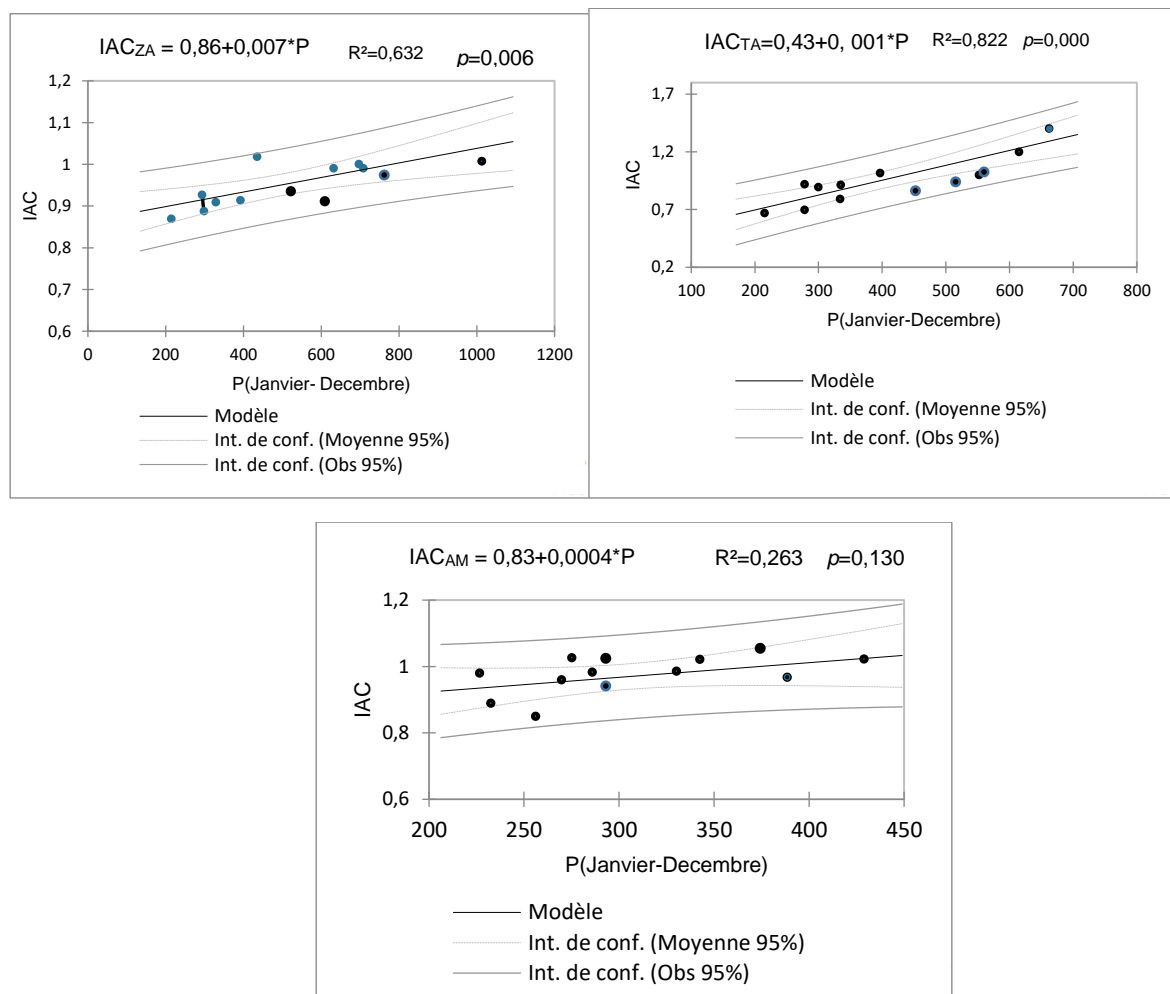 IACZA = 0,86+0,007*P R²=0,632 p=0,006
1,2
1,1
1
0,9
0,8
0,7
0,6
IAC
0 200 400 600 800 1000 1200
P(Janvier- Decembre)
Modèle
Int. de conf. (Moyenne 95%)
Int. de conf. (Obs 95%)
IACTA=0,43+0, 001*P R²=0,822 p=0,000
1,7
1,2
0,7
0,2
IAC
100 200 300 400 500 600 700 800
P(Janvier-Decembre)
Modèle
Int. de conf. (Moyenne 95%)
Int. de conf. (Obs 95%)
IACAM = 0,83+0,0004*P R²=0,263 p=0,130
1,2
1
0,8
0,6
IAC
200 250 300 350 400 450
P(Janvier-Decembre)
Modèle
Int. de conf. (Moyenne 95%)
Int. de conf. (Obs 95%)